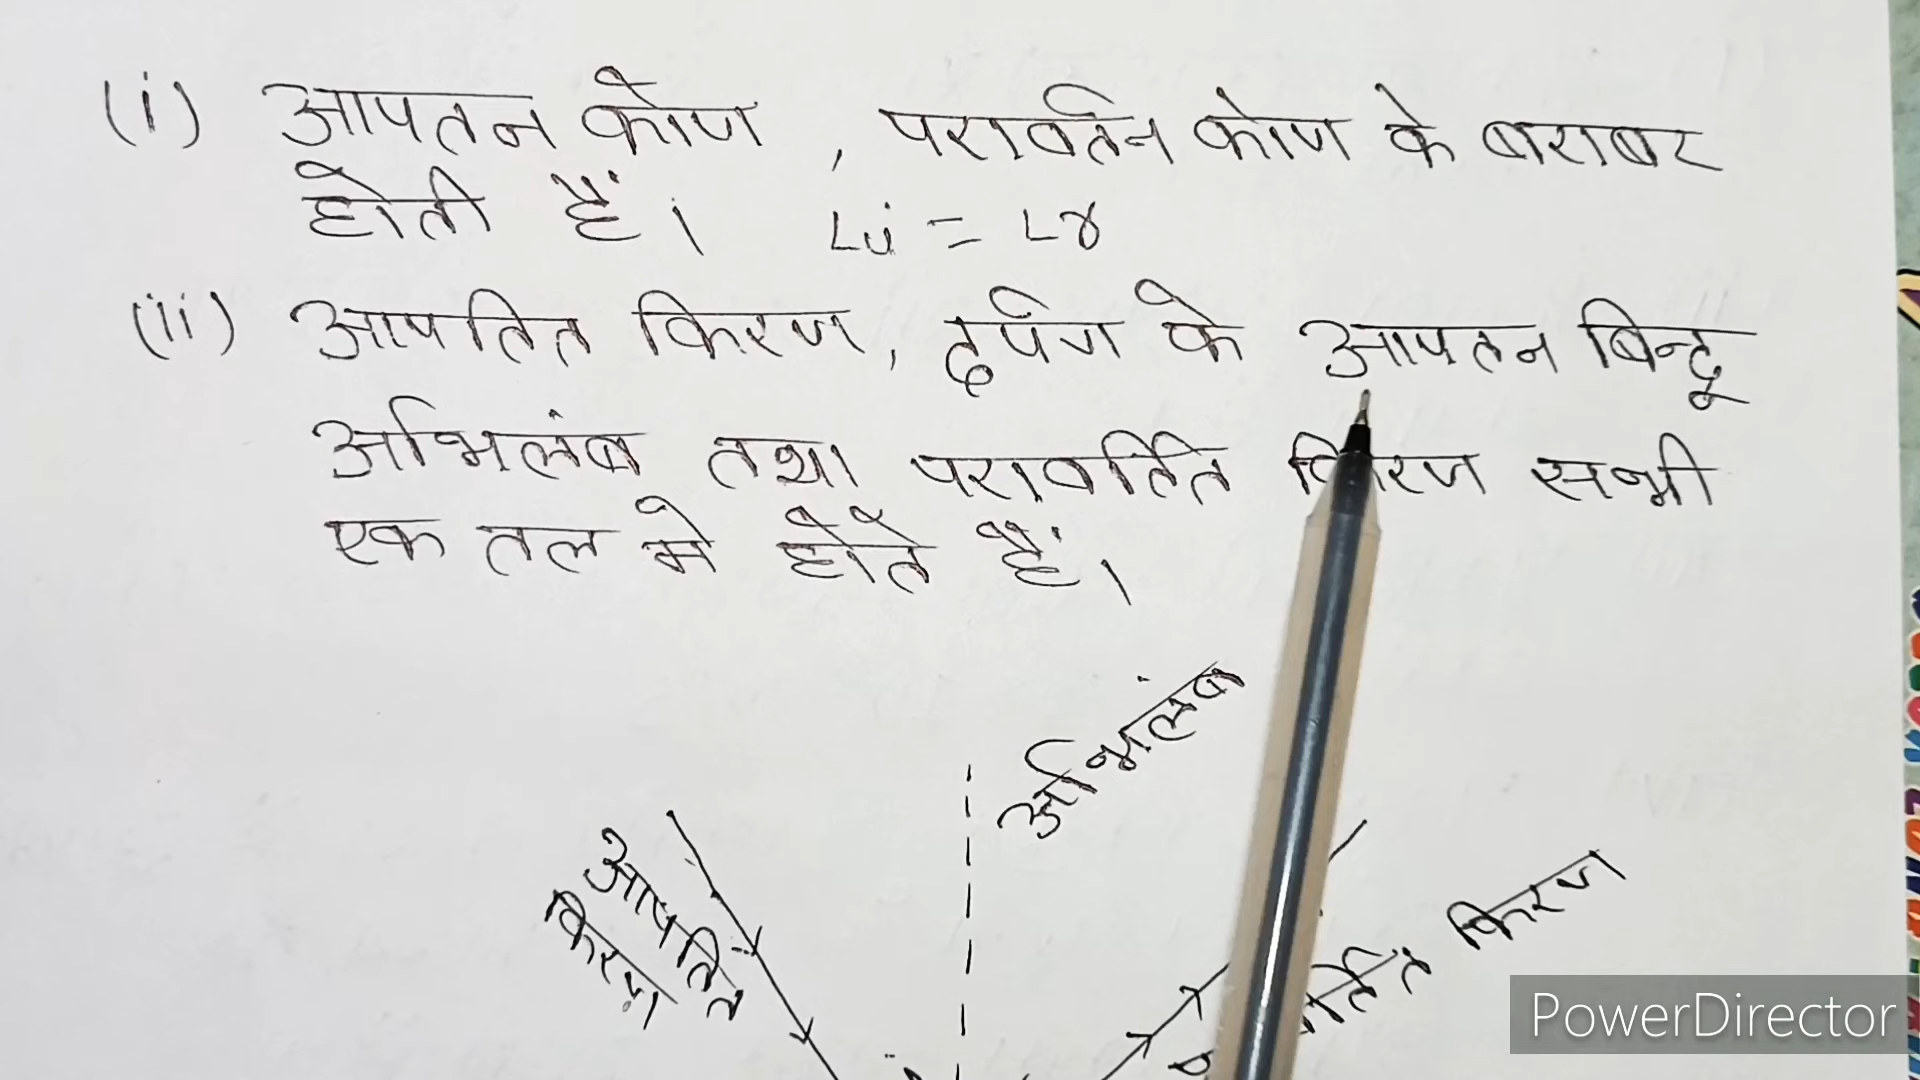 (i) आपतन कोण , परावर्तन कोण के बराबर
होती हैं। ∠i = ∠r
(ii) आपतित किरण, दर्पण के आपतन बिन्दू
अभिलंब तथा परावर्तित किरण सभी
एक तल मे होते हैं।
अभिलंब
आपतित
किरण
किरण
PowerDirector